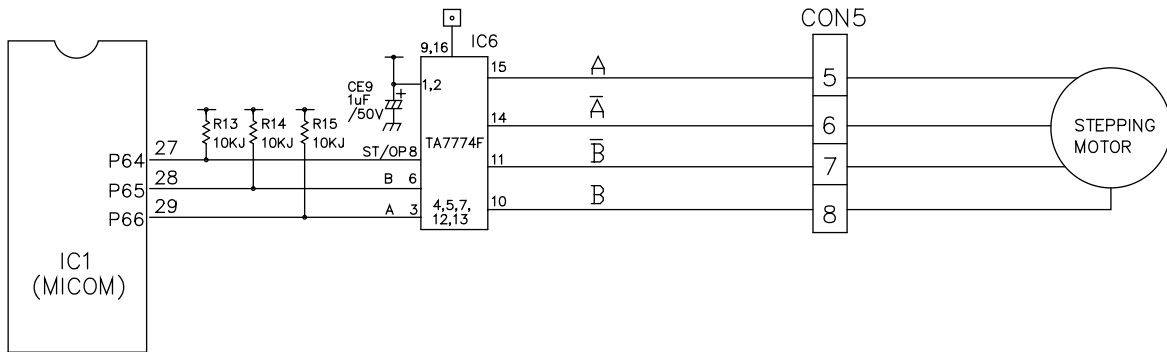 CON5
9,16
IC6
15
A
5
1,2
CE9
1uF
/50V
+
14
A̅
6
STEPPING
MOTOR
R13
10KJ
R14
10KJ
R15
10KJ
TA7774F
P64
27
ST/OP
8
11
B̅
7
P65
28
B
6
10
B
8
P66
29
A
3
4,5,7,
12,13
IC1
(MICOM)